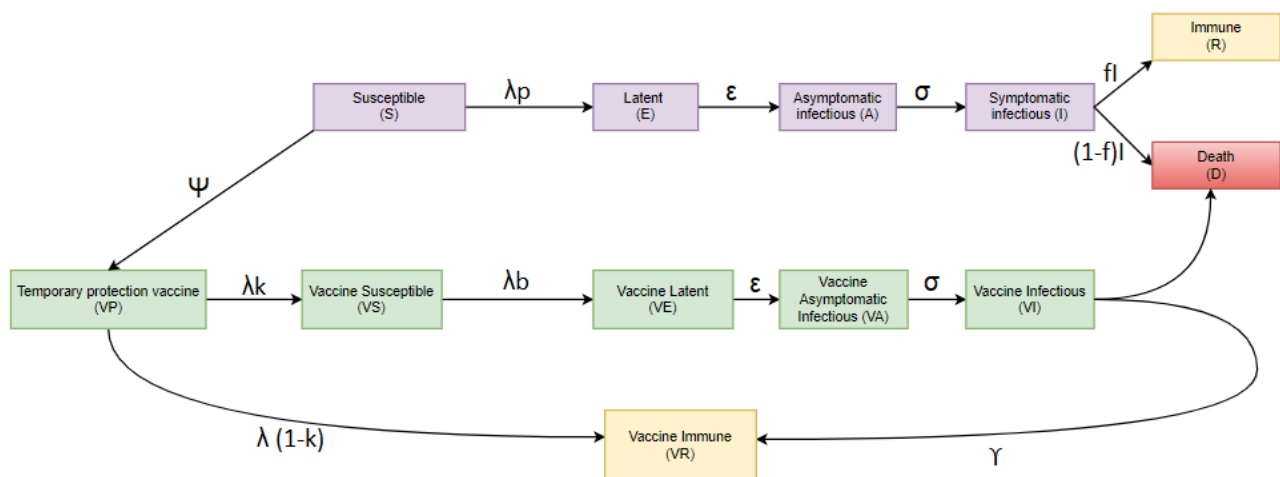 Immune
(R)
fI
Susceptible
(S)
λp
Latent
(E)
ε
Asymptomatic
infectious (A)
σ
Symptomatic
infectious (I)
(1-f)I
Death
(D)
Ψ
Temporary protection vaccine
(VP)
λk
Vaccine Susceptible
(VS)
λb
Vaccine Latent
(VE)
ε
Vaccine
Asymptomatic
Infectious (VA)
σ
Vaccine Infectious
(VI)
λ (1-k)
Vaccine Immune
(VR)
ϒ